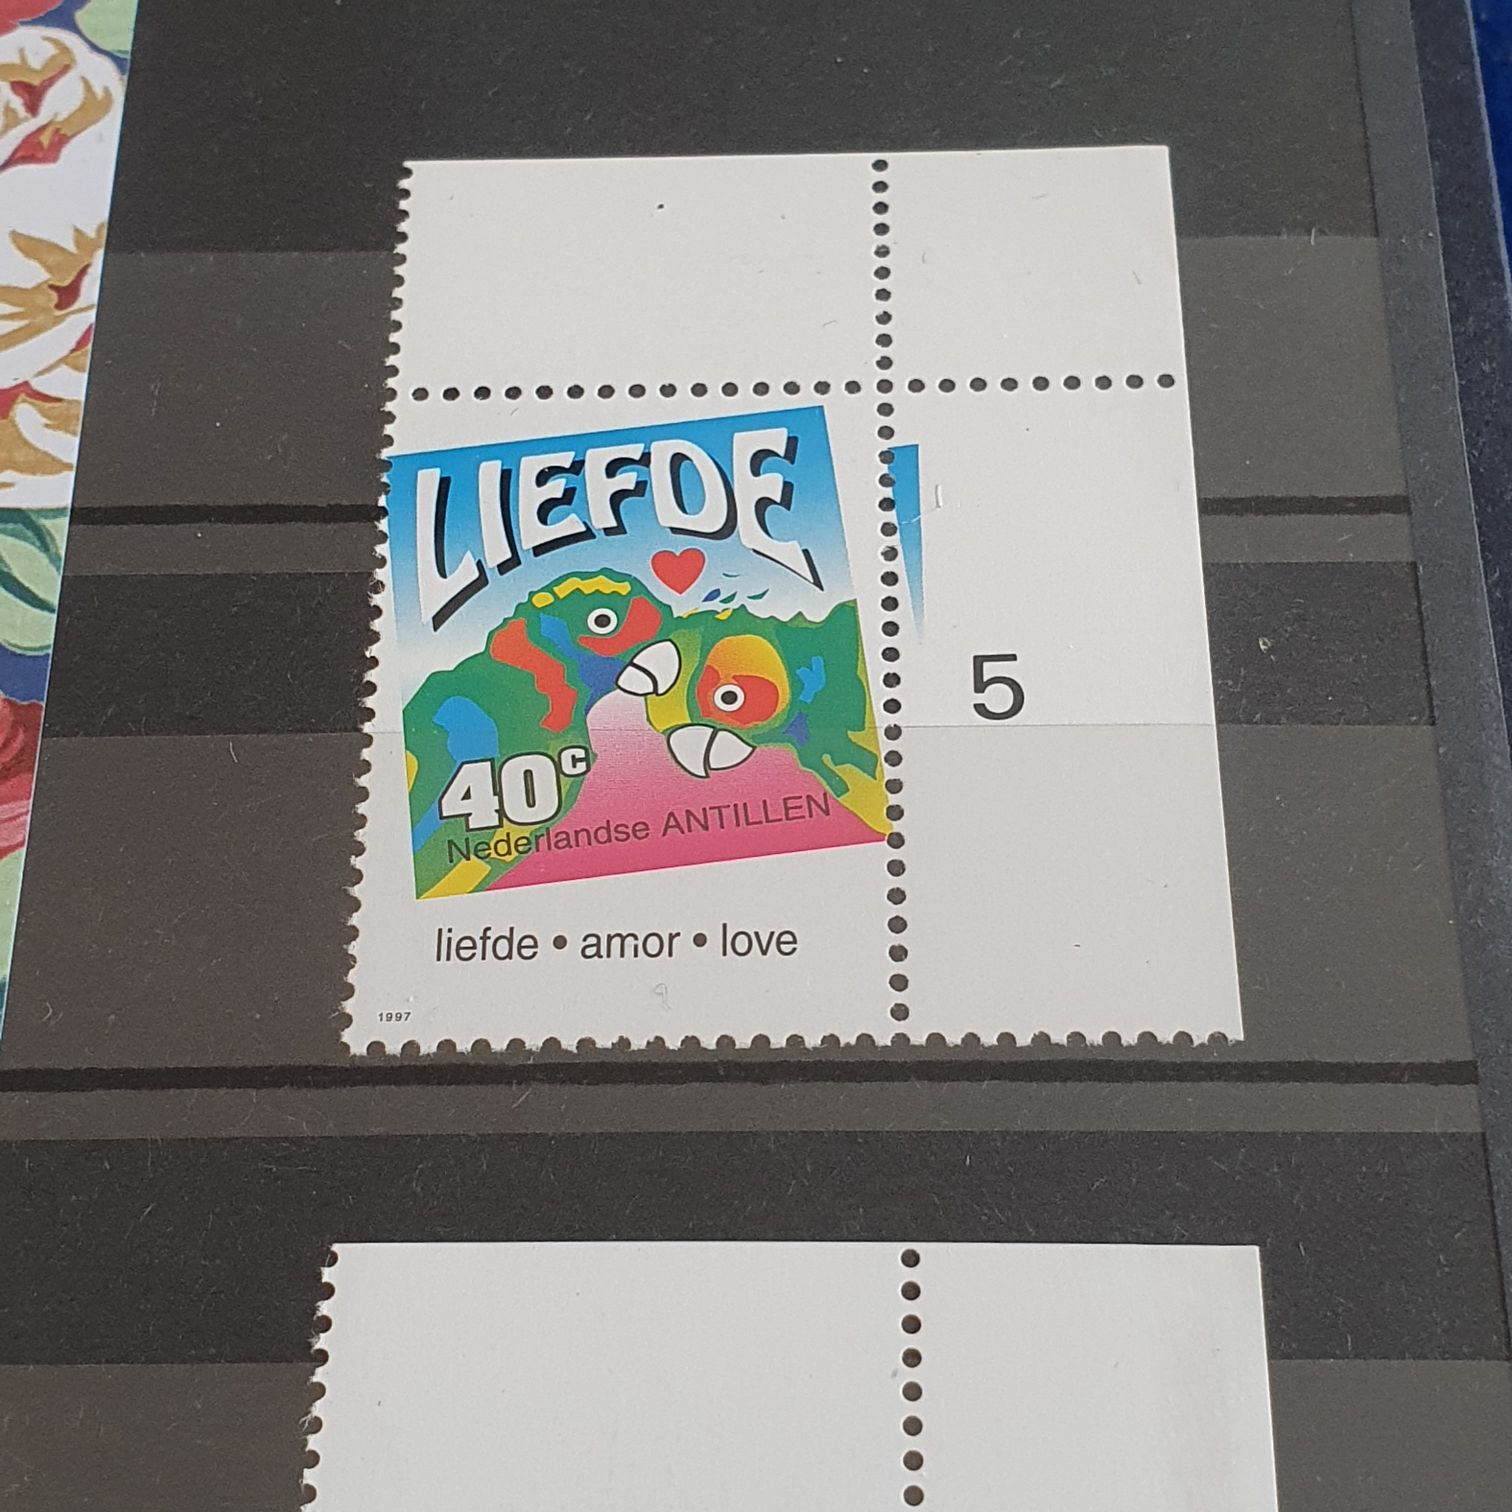 LIEFDE
5
40c
Nederlandse ANTILLEN
liefde • amor • love
1997